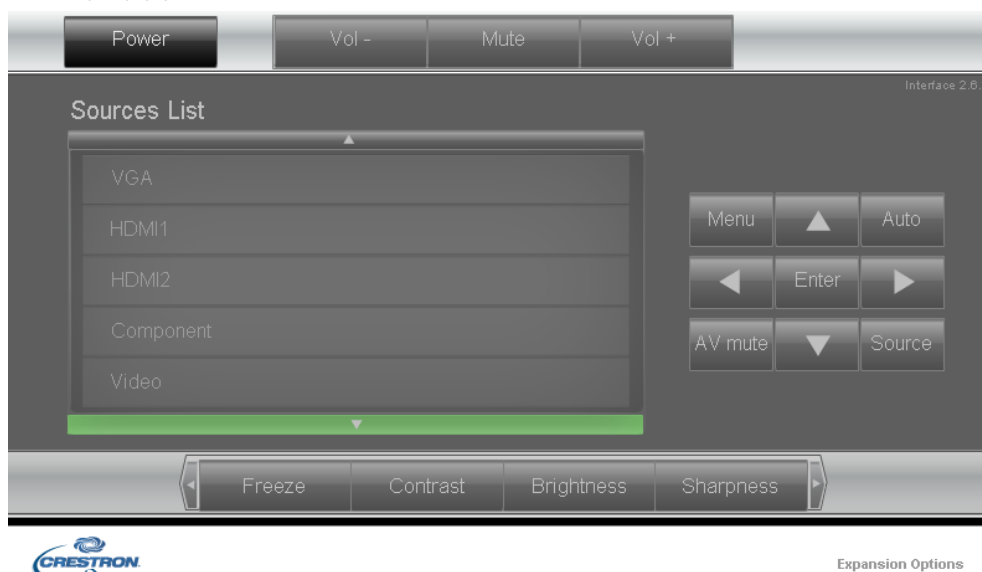 Power
Vol -
Mute
Vol +
Interface 2.6.
Sources List
VGA
HDMI1
HDMI2
Component
Video
Menu
Auto
Enter
AV mute
Source
Freeze
Contrast
Brightness
Sharpness
CRESTRON
Expansion Options